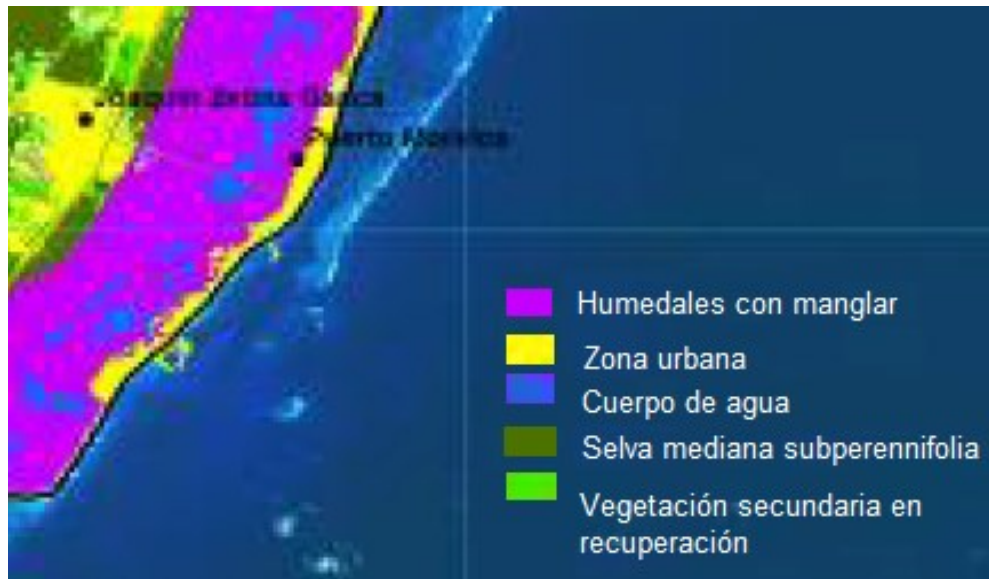 Puerto Morelos
Humedales con manglar
Zona urbana
Cuerpo de agua
Selva mediana subperennifolia
Vegetación secundaria en
recuperación